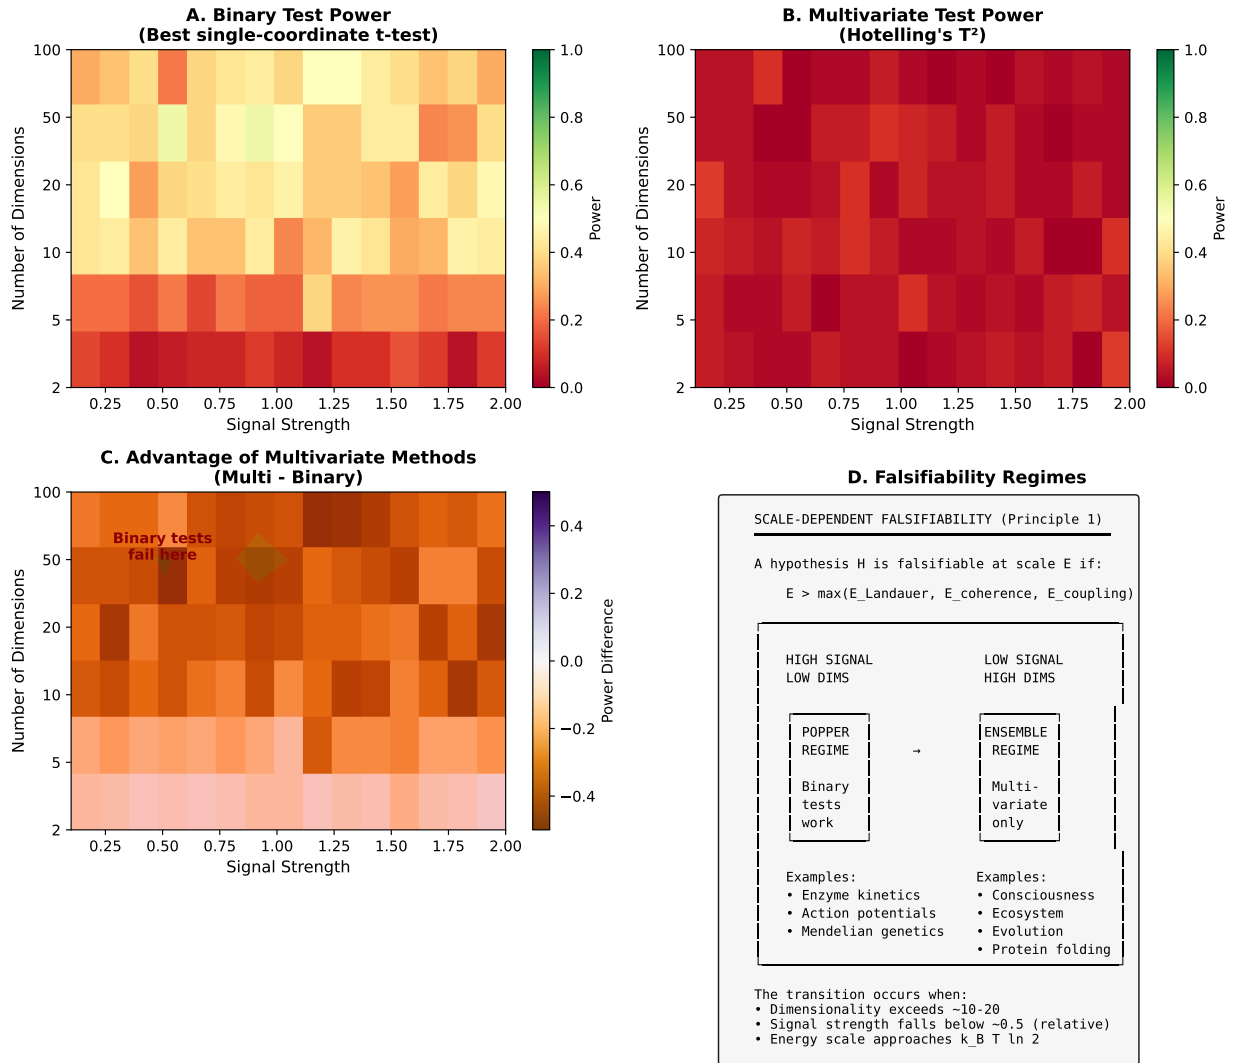 A. Binary Test Power
(Best single-coordinate t-test)
100
50
20
10
5
2
Number of Dimensions
0.25 0.50 0.75 1.00 1.25 1.50 1.75 2.00
Signal Strength
1.0
0.8
0.6
0.4
0.2
0.0
Power
B. Multivariate Test Power
(Hotelling's T²)
100
50
20
10
5
2
Number of Dimensions
0.25 0.50 0.75 1.00 1.25 1.50 1.75 2.00
Signal Strength
1.0
0.8
0.6
0.4
0.2
0.0
Power
C. Advantage of Multivariate Methods
(Multi - Binary)
100
50
20
10
5
2
Number of Dimensions
Binary tests
fail here
0.25 0.50 0.75 1.00 1.25 1.50 1.75 2.00
Signal Strength
0.4
0.2
0.0
−0.2
−0.4
Power Difference
D. Falsifiability Regimes
SCALE-DEPENDENT FALSIFIABILITY (Principle 1)
A hypothesis H is falsifiable at scale E if:
E > max(E_Landauer, E_coherence, E_coupling)
HIGH SIGNAL LOW SIGNAL
LOW DIMS HIGH DIMS
POPPER ENSEMBLE
REGIME → REGIME
Binary Multi-
tests variate
work only
Examples: Examples:
• Enzyme kinetics • Consciousness
• Action potentials • Ecosystem
• Mendelian genetics • Evolution
• Protein folding
The transition occurs when:
• Dimensionality exceeds ~10-20
• Signal strength falls below ~0.5 (relative)
• Energy scale approaches k_B T ln 2